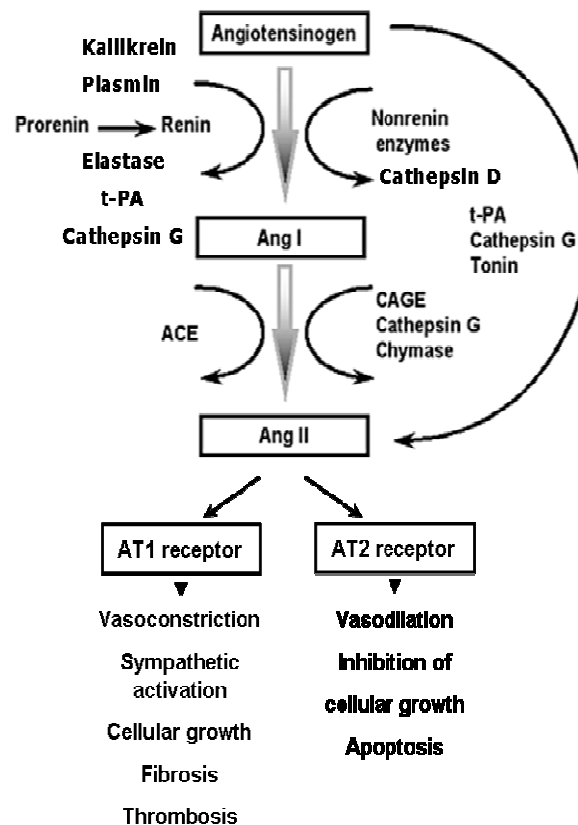 Angiotensinogen
Kallikrein
Plasmin
Prorenin
Renin
Elastase
t-PA
Cathepsin G
Nonrenin
enzymes
Cathepsin D
t-PA
Cathepsin G
Tonin
Ang I
ACE
CAGE
Cathepsin G
Chymase
Ang II
AT1 receptor
Vasoconstriction
Sympathetic
activation
Cellular growth
Fibrosis
Thrombosis
AT2 receptor
Vasodilation
Inhibition of
cellular growth
Apoptosis